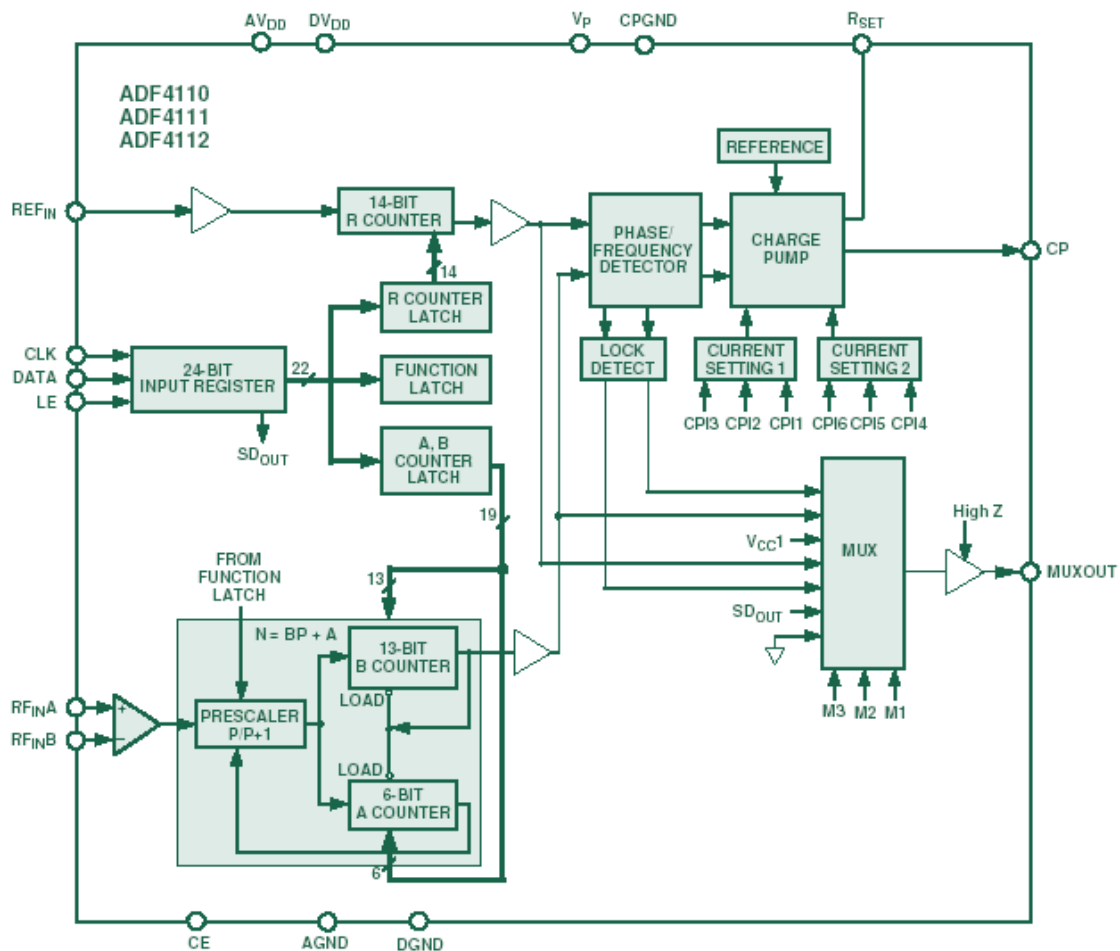 AVDD
DVDD
VP
CPGND
RSET
ADF4110
ADF4111
ADF4112
REFERENCE
REFIN
14-BIT
R COUNTER
PHASE/
FREQUENCY
DETECTOR
CHARGE
PUMP
CP
14
R COUNTER
LATCH
CLK
DATA
LE
24-BIT
INPUT REGISTER
22
FUNCTION
LATCH
LOCK
DETECT
CURRENT
SETTING 1
CURRENT
SETTING 2
CPI3
CPI2
CPI1
CPI6
CPI5
CPI4
SDOUT
A, B
COUNTER
LATCH
19
High Z
VCC1
MUX
MUXOUT
FROM
FUNCTION
LATCH
13
SDOUT
N = BP + A
13-BIT
B COUNTER
LOAD
M3
M2
M1
RFINA
+
RFINB
−
PRESCALER
P/P+1
LOAD
6-BIT
A COUNTER
6
CE
AGND
DGND